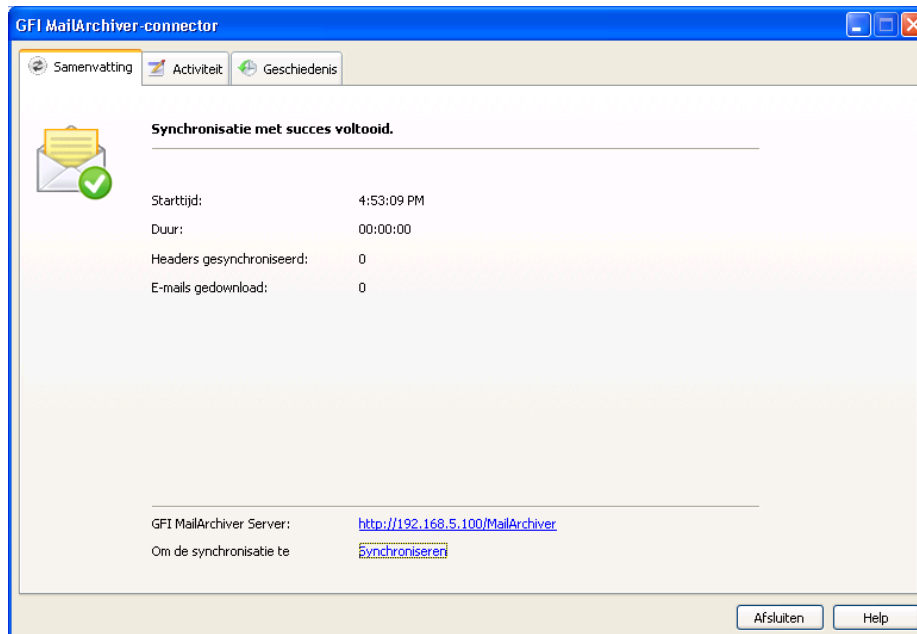 GFI MailArchiver-connector
Samenvatting Activiteit Geschiedenis
Synchronisatie met succes voltooid.
Starttijd: 4:53:09 PM
Duur: 00:00:00
Headers gesynchroniseerd: 0
E-mails gedownload: 0
GFI MailArchiver Server: http://192.168.5.100/MailArchiver
Om de synchronisatie te Synchroniseren
Afsluiten Help